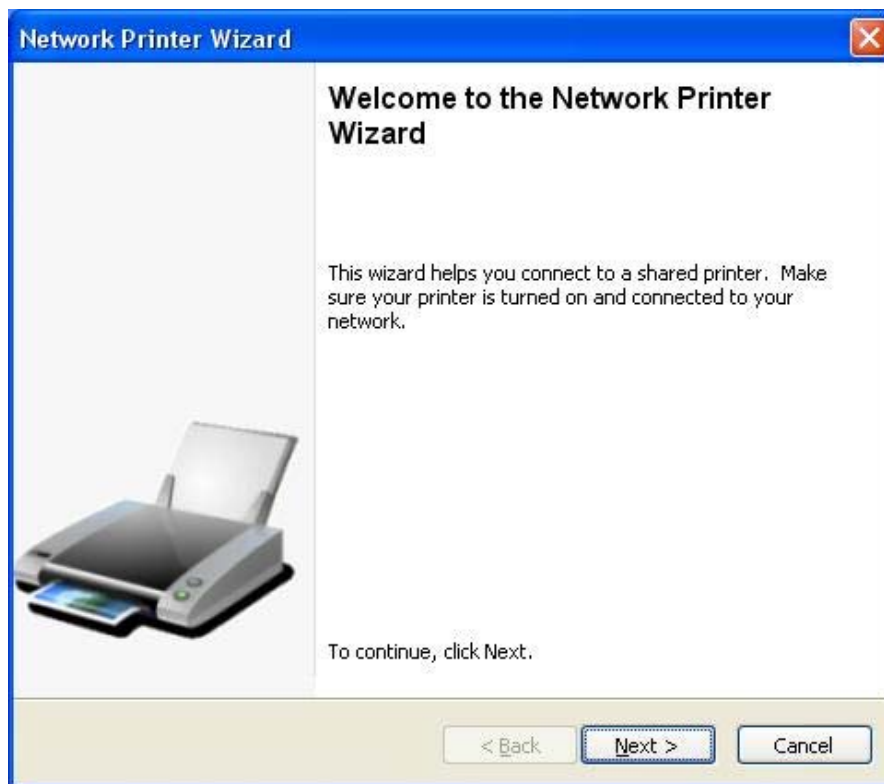 Network Printer Wizard
Welcome to the Network Printer
Wizard
This wizard helps you connect to a shared printer.  Make
sure your printer is turned on and connected to your
network.
To continue, click Next.
< Back
Next >
Cancel